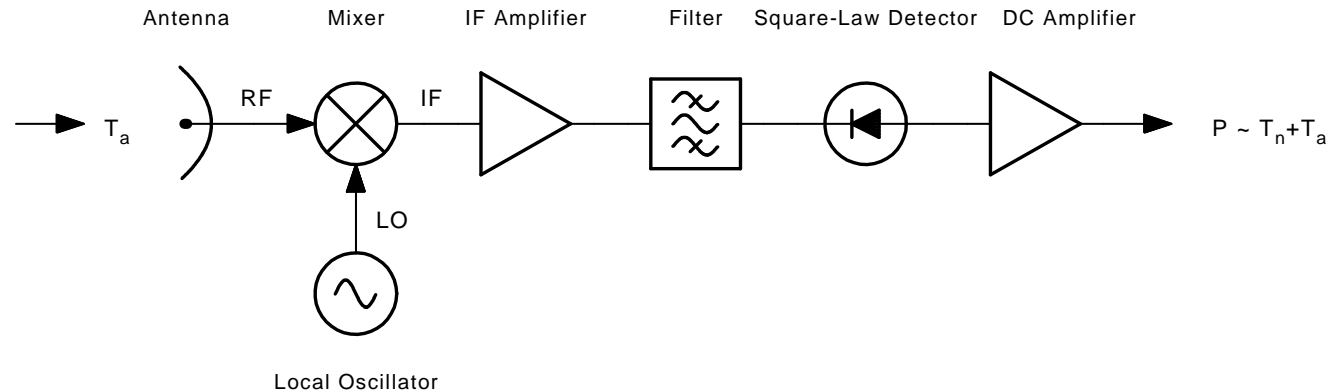 Antenna
Mixer
IF Amplifier
Filter
Square-Law Detector
DC Amplifier
RF
IF
Ta
P ~ Tn+Ta
LO
Local Oscillator